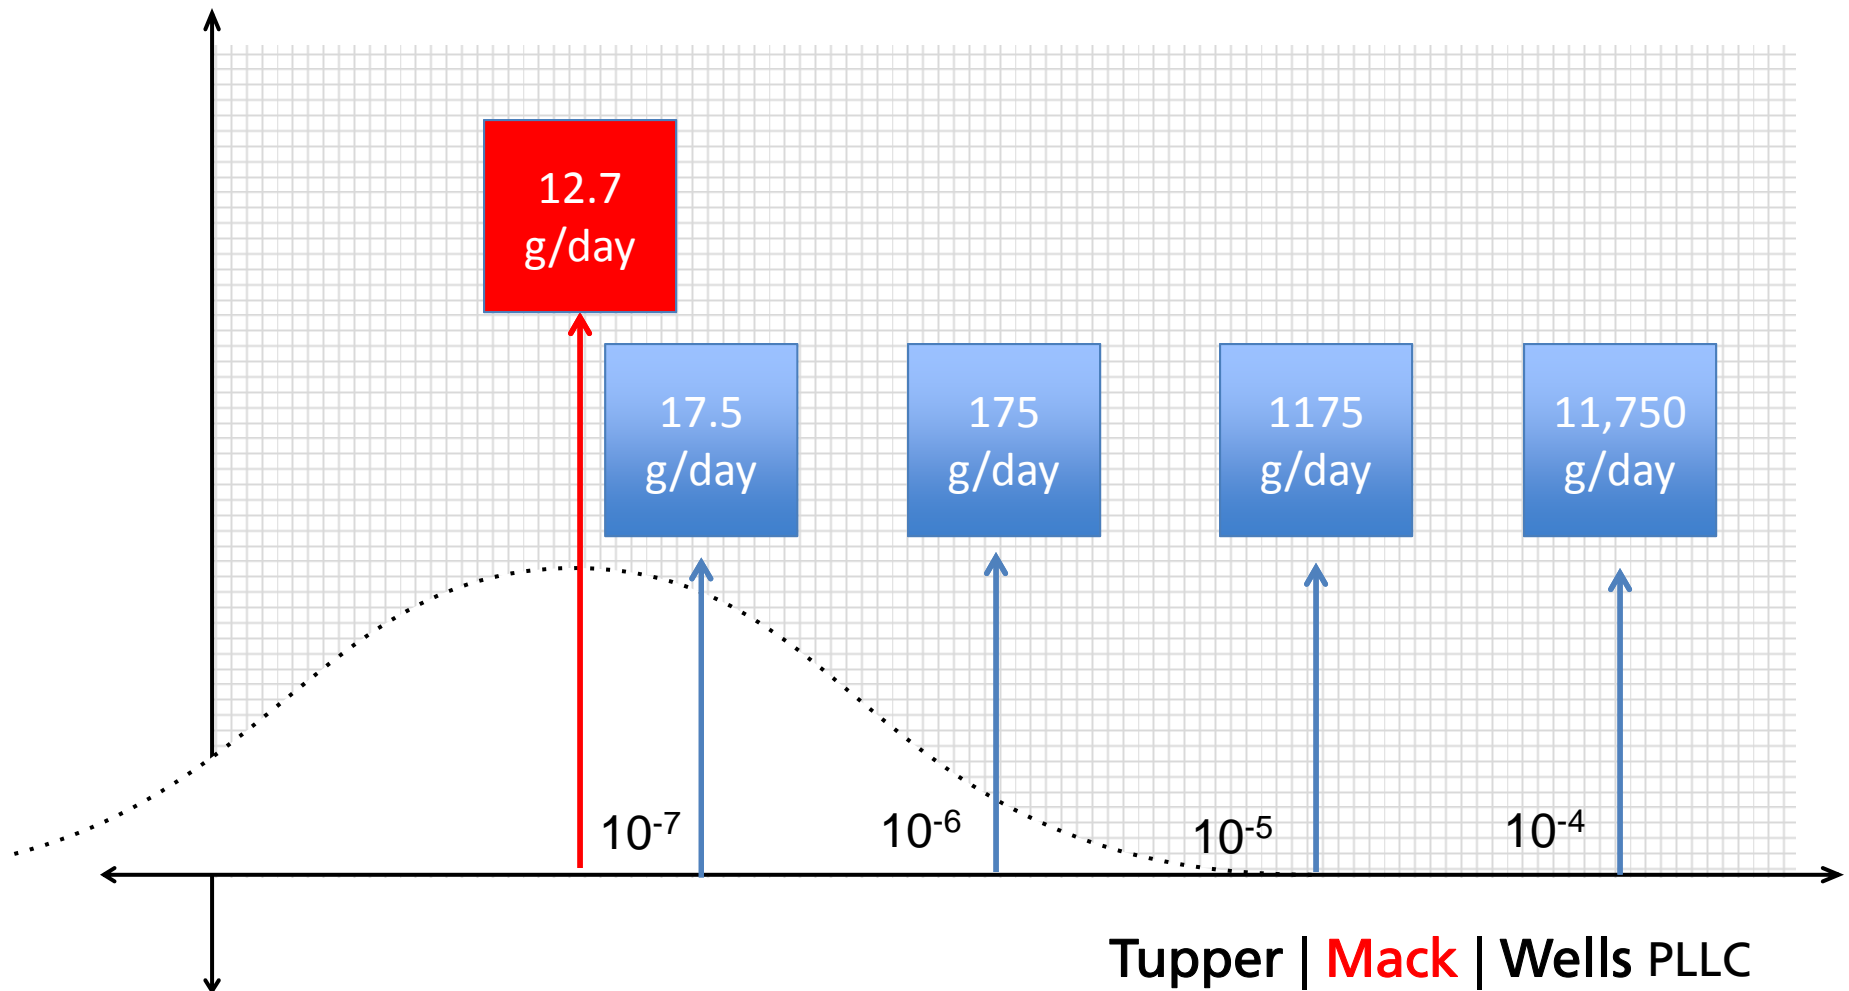 12.7
g/day
17.5
g/day
175
g/day
1175
g/day
11,750
g/day
10⁻⁷
10⁻⁶
10⁻⁵
10⁻⁴
Tupper | Mack | Wells PLLC